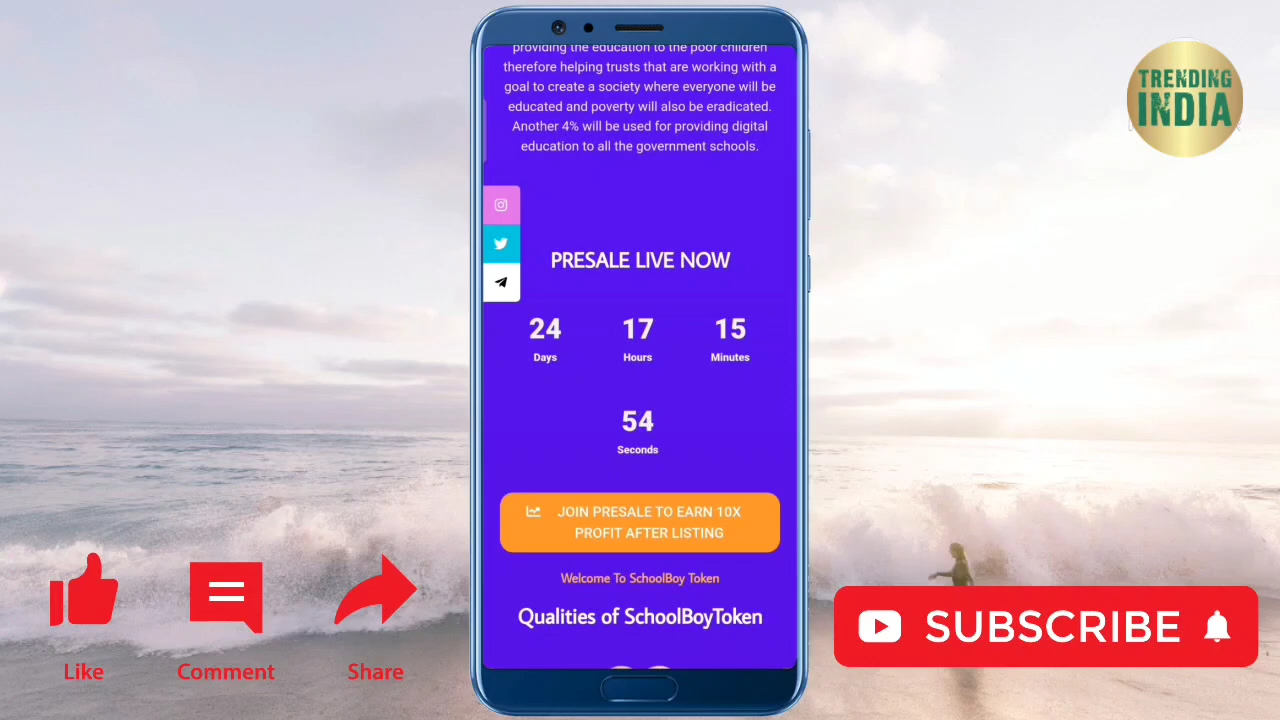 providing the education to the poor children
therefore helping trusts that are working with a
goal to create a society where everyone will be
educated and poverty will also be eradicated.
Another 4% will be used for providing digital
education to all the government schools.
TRENDING
INDIA
PRESALE LIVE NOW
24 17 15
Days Hours Minutes
54
Seconds
JOIN PRESALE TO EARN 10X
PROFIT AFTER LISTING
Welcome To SchoolBoy Token
Qualities of SchoolBoyToken
Like Comment Share
SUBSCRIBE